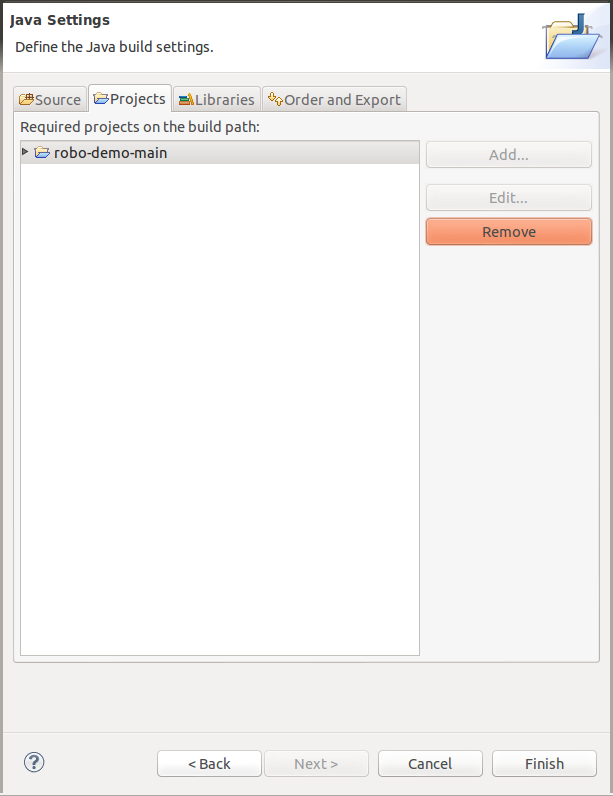 Java Settings
Define the Java build settings.
Source Projects Libraries Order and Export
Required projects on the build path:
robo-demo-main
Add...
Edit...
Remove
?
< Back Next > Cancel Finish